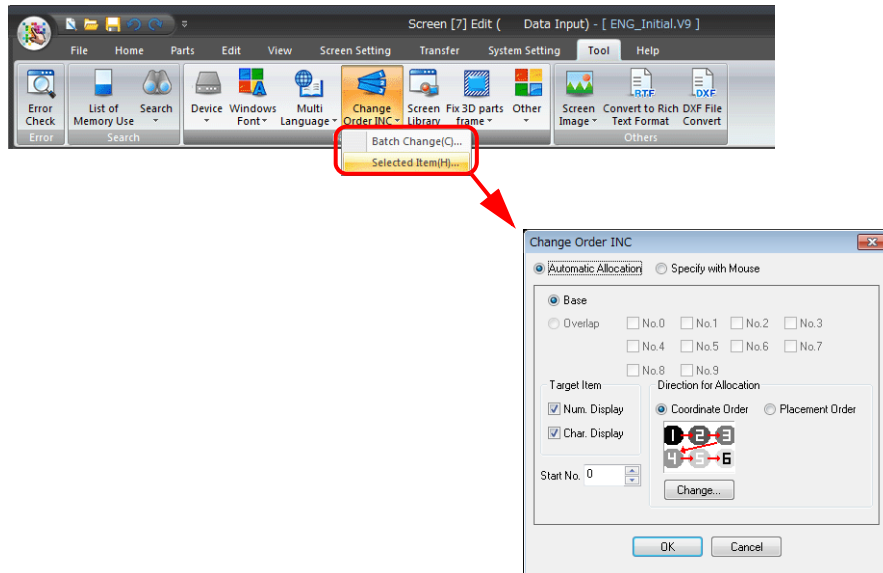 Screen [7] Edit ( Data Input) - [ ENG_Initial.V9 ]
File Home Parts Edit View Screen Setting Transfer System Setting Tool Help
RTF DXF
Error List of Search Device Windows Multi Change Screen Fix 3D parts Other Screen Convert to Rich DXF File
Check Memory Use Font Language Order INC Library frame Image Text Format Convert
Error Search Others
Batch Change(C)...
Selected Item(H)...
Change Order INC
Automatic Allocation Specify with Mouse
Base
Overlap No.0 No.1 No.2 No.3
No.4 No.5 No.6 No.7
No.8 No.9
Target Item Direction for Allocation
Num. Display Coordinate Order Placement Order
Char. Display 1 2 3
4 5 6
Start No. 0
Change...
OK Cancel